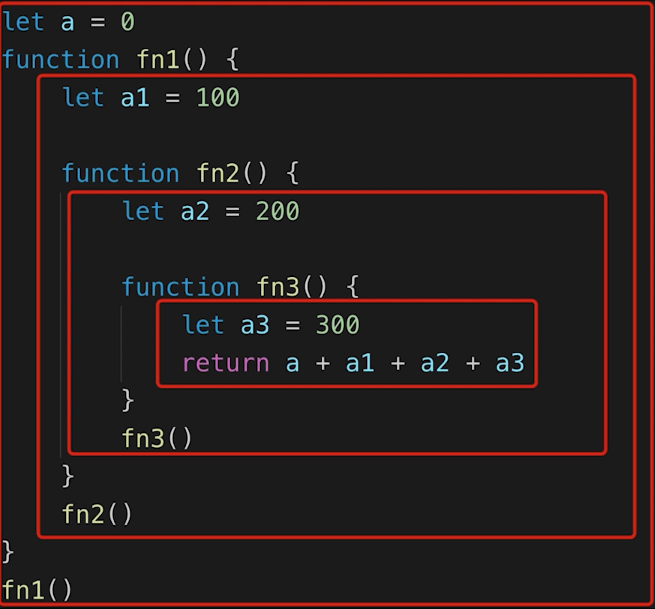 let a = 0
function fn1() {
    let a1 = 100

    function fn2() {
        let a2 = 200

        function fn3() {
            let a3 = 300
            return a + a1 + a2 + a3
        }
        fn3()
    }
    fn2()
}
fn1()